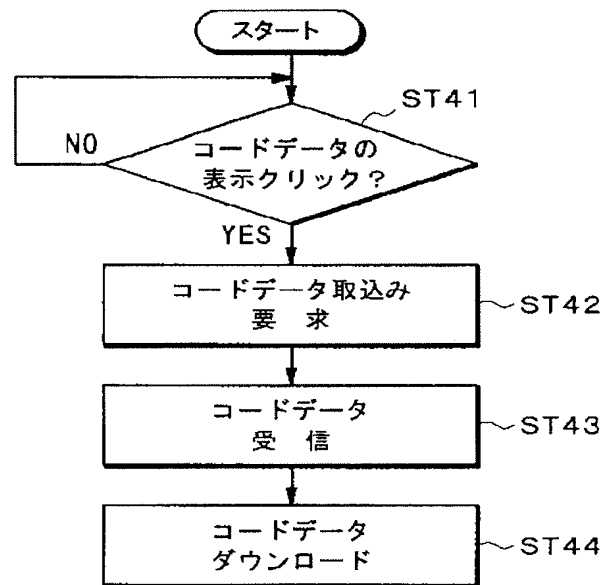 スタート
ST41
NO
コードデータの
表示クリック？
YES
コードデータ取込み
要 求
ST42
コードデータ
受 信
ST43
コードデータ
ダウンロード
ST44